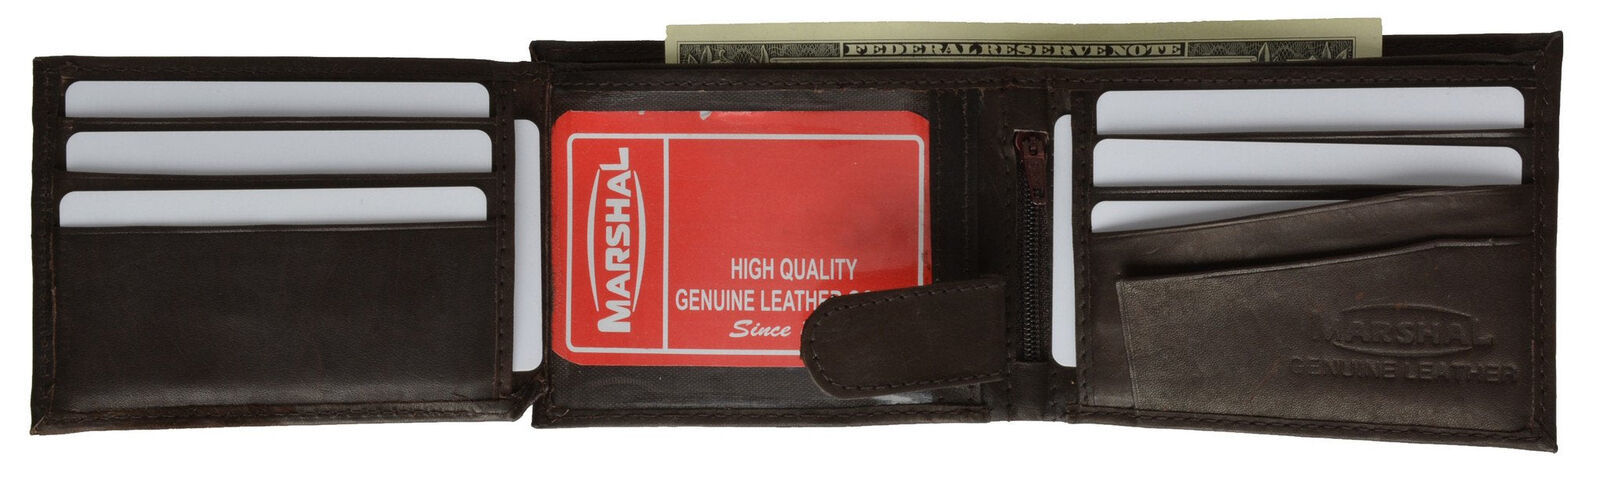 FEDERAL RESERVE NOTE
MARSHAL
HIGH QUALITY
GENUINE LEATHER
Since
MARSHAL
GENUINE LEATHER